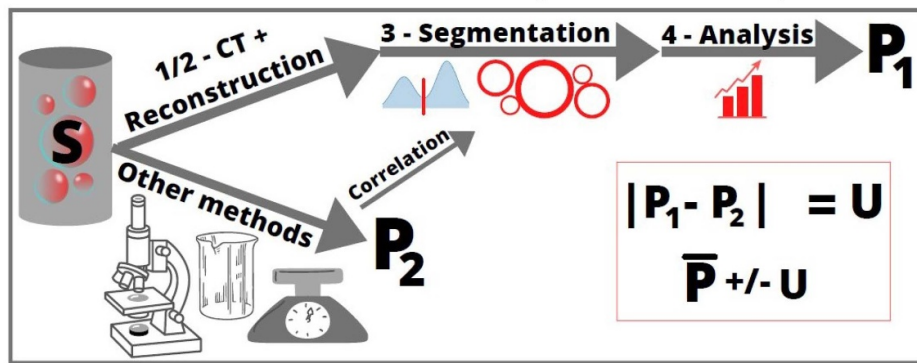 S
1/2 - CT +
Reconstruction
3 - Segmentation
4 - Analysis
P1
Other methods
Correlation
P2
|P1 - P2| = U
P̅ +/- U